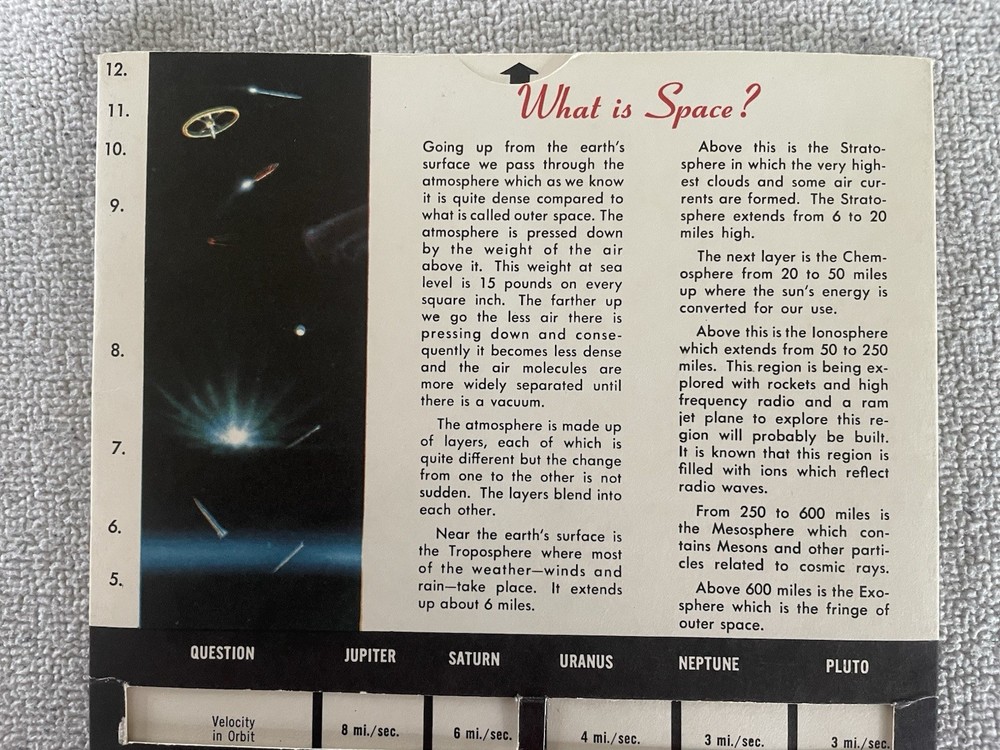 12.
11.
10.
9.
8.
7.
6.
5.
What is Space?
Going up from the earth's
surface we pass through the
atmosphere which as we know
it is quite dense compared to
what is called outer space. The
atmosphere is pressed down
by the weight of the air
above it. This weight at sea
level is 15 pounds on every
square inch. The farther up
we go the less air there is
pressing down and conse-
quently it becomes less dense
and the air molecules are
more widely separated until
there is a vacuum.
The atmosphere is made up
of layers, each of which is
quite different but the change
from one to the other is not
sudden. The layers blend into
each other.
Near the earth's surface is
the Troposphere where most
of the weather—winds and
rain—take place. It extends
up about 6 miles.
Above this is the Strato-
sphere in which the very high-
est clouds and some air cur-
rents are formed. The Strato-
sphere extends from 6 to 20
miles high.
The next layer is the Chem-
osphere from 20 to 50 miles
up where the sun's energy is
converted for our use.
Above this is the Ionosphere
which extends from 50 to 250
miles. This region is being ex-
plored with rockets and high
frequency radio and a ram
jet plane to explore this re-
gion will probably be built.
It is known that this region is
filled with ions which reflect
radio waves.
From 250 to 600 miles is
the Mesosphere which con-
tains Mesons and other parti-
cles related to cosmic rays.
Above 600 miles is the Exo-
sphere which is the fringe of
outer space.
QUESTION JUPITER SATURN URANUS NEPTUNE PLUTO
Velocity
in Orbit 8 mi./sec. 6 mi./sec. 4 mi./sec. 3 mi./sec. 3 mi./sec.